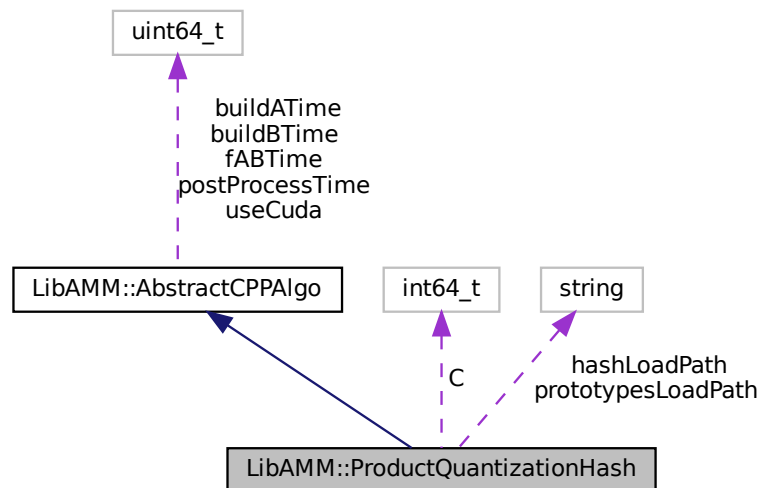 uint64_t
buildATime
buildBTime
fABTime
postProcessTime
useCuda
LibAMM::AbstractCPPAlgo
int64_t
string
C
hashLoadPath
prototypesLoadPath
LibAMM::ProductQuantizationHash